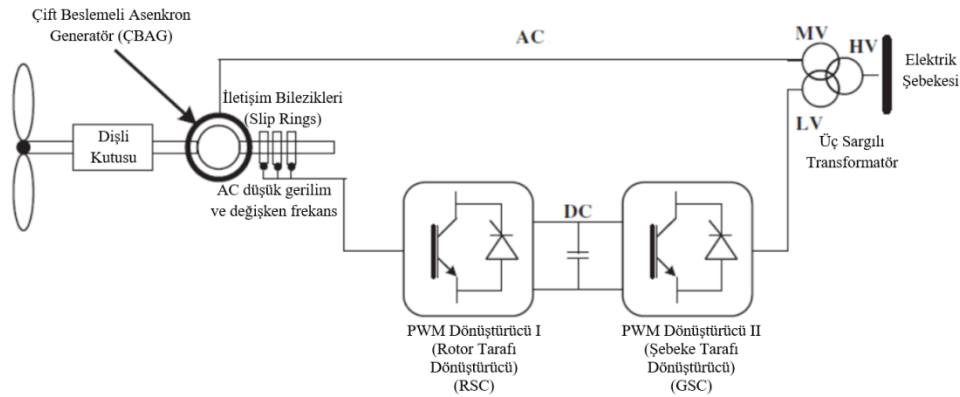 Çift Beslemeli Asenkron
Generatör (ÇBAG)
AC
MV
HV
Elektrik
Şebekesi
İletişim Bilezikleri
(Slip Rings)
Dişli
Kutusu
LV
Üç Sargılı
Transformatör
AC düşük gerilim
ve değişken frekans
DC
PWM Dönüştürücü I
(Rotor Tarafı
Dönüştürücü)
(RSC)
PWM Dönüştürücü II
(Şebeke Tarafı
Dönüştürücü)
(GSC)